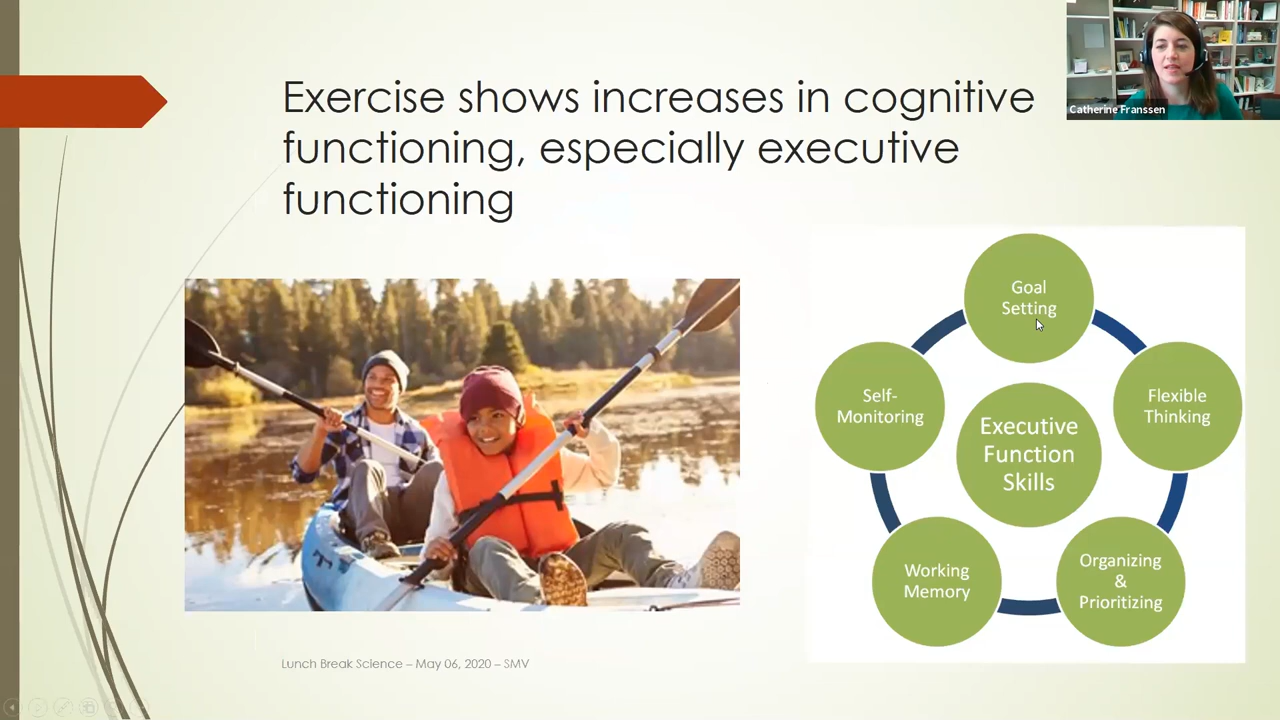 Exercise shows increases in cognitive
functioning, especially executive
functioning
Catherine Franssen
Goal
Setting
Self-
Monitoring
Flexible
Thinking
Executive
Function
Skills
Working
Memory
Organizing
&
Prioritizing
Lunch Break Science – May 06, 2020 – SMV